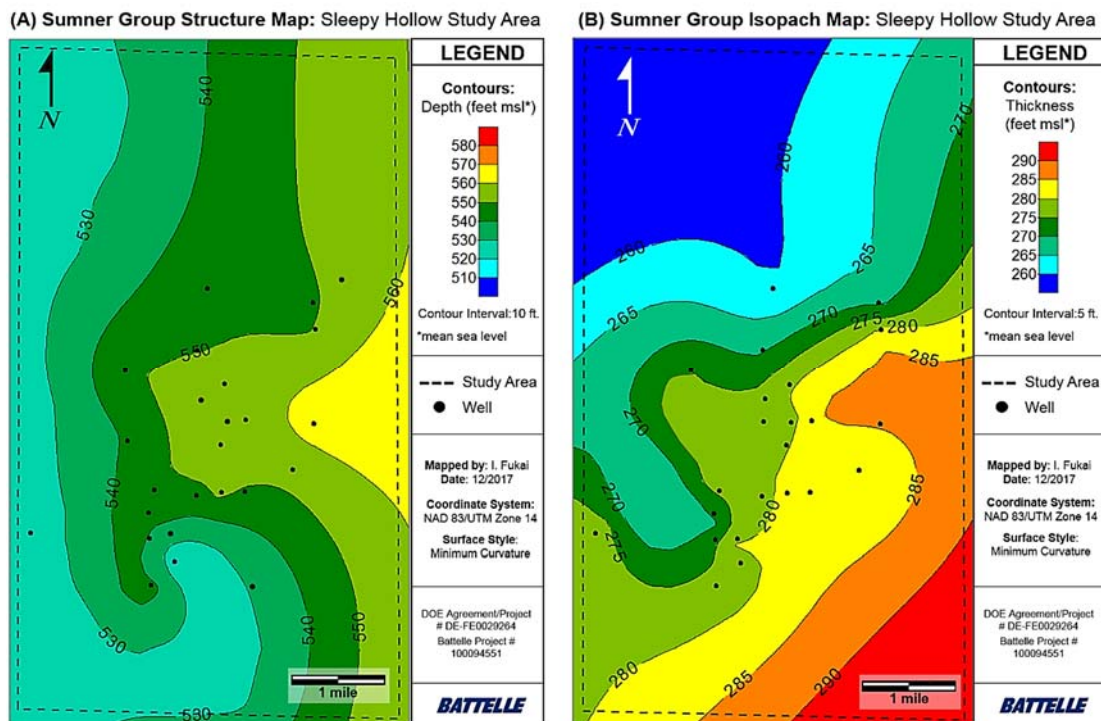 (A) Sumner Group Structure Map: Sleepy Hollow Study Area
N
540
530
560
550
540
530
550
530
1 mile
LEGEND
Contours:
Depth (feet msl*)
580
570
560
550
540
530
520
510
Contour Interval:10 ft.
*mean sea level
Study Area
Well
Mapped by: I. Fukai
Date: 12/2017
Coordinate System:
NAD 83/UTM Zone 14
Surface Style:
Minimum Curvature
DOE Agreement/Project
# DE-FE0029264
Battelle Project #
100094551
BATTELLE
(B) Sumner Group Isopach Map: Sleepy Hollow Study Area
N
270
260
260
265
265
270
275
280
285
270
285
270
280
275
280
285
290
1 mile
LEGEND
Contours:
Thickness
(feet msl*)
290
285
280
275
270
265
260
Contour Interval:5 ft.
*mean sea level
Study Area
Well
Mapped by: I. Fukai
Date: 12/2017
Coordinate System:
NAD 83/UTM Zone 14
Surface Style:
Minimum Curvature
DOE Agreement/Project
# DE-FE0029264
Battelle Project #
100094551
BATTELLE